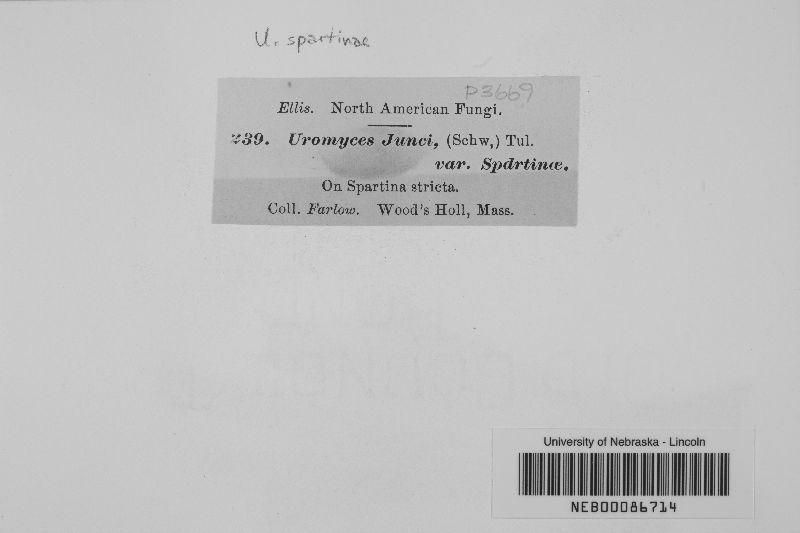 U. spartinae
P3669
Ellis. North American Fungi.
239. Uromyces Junci, (Schw,) Tul.
var. Spdrtinæ.
On Spartina stricta.
Coll. Farlow. Wood's Holl, Mass.
University of Nebraska - Lincoln
NEB00086714